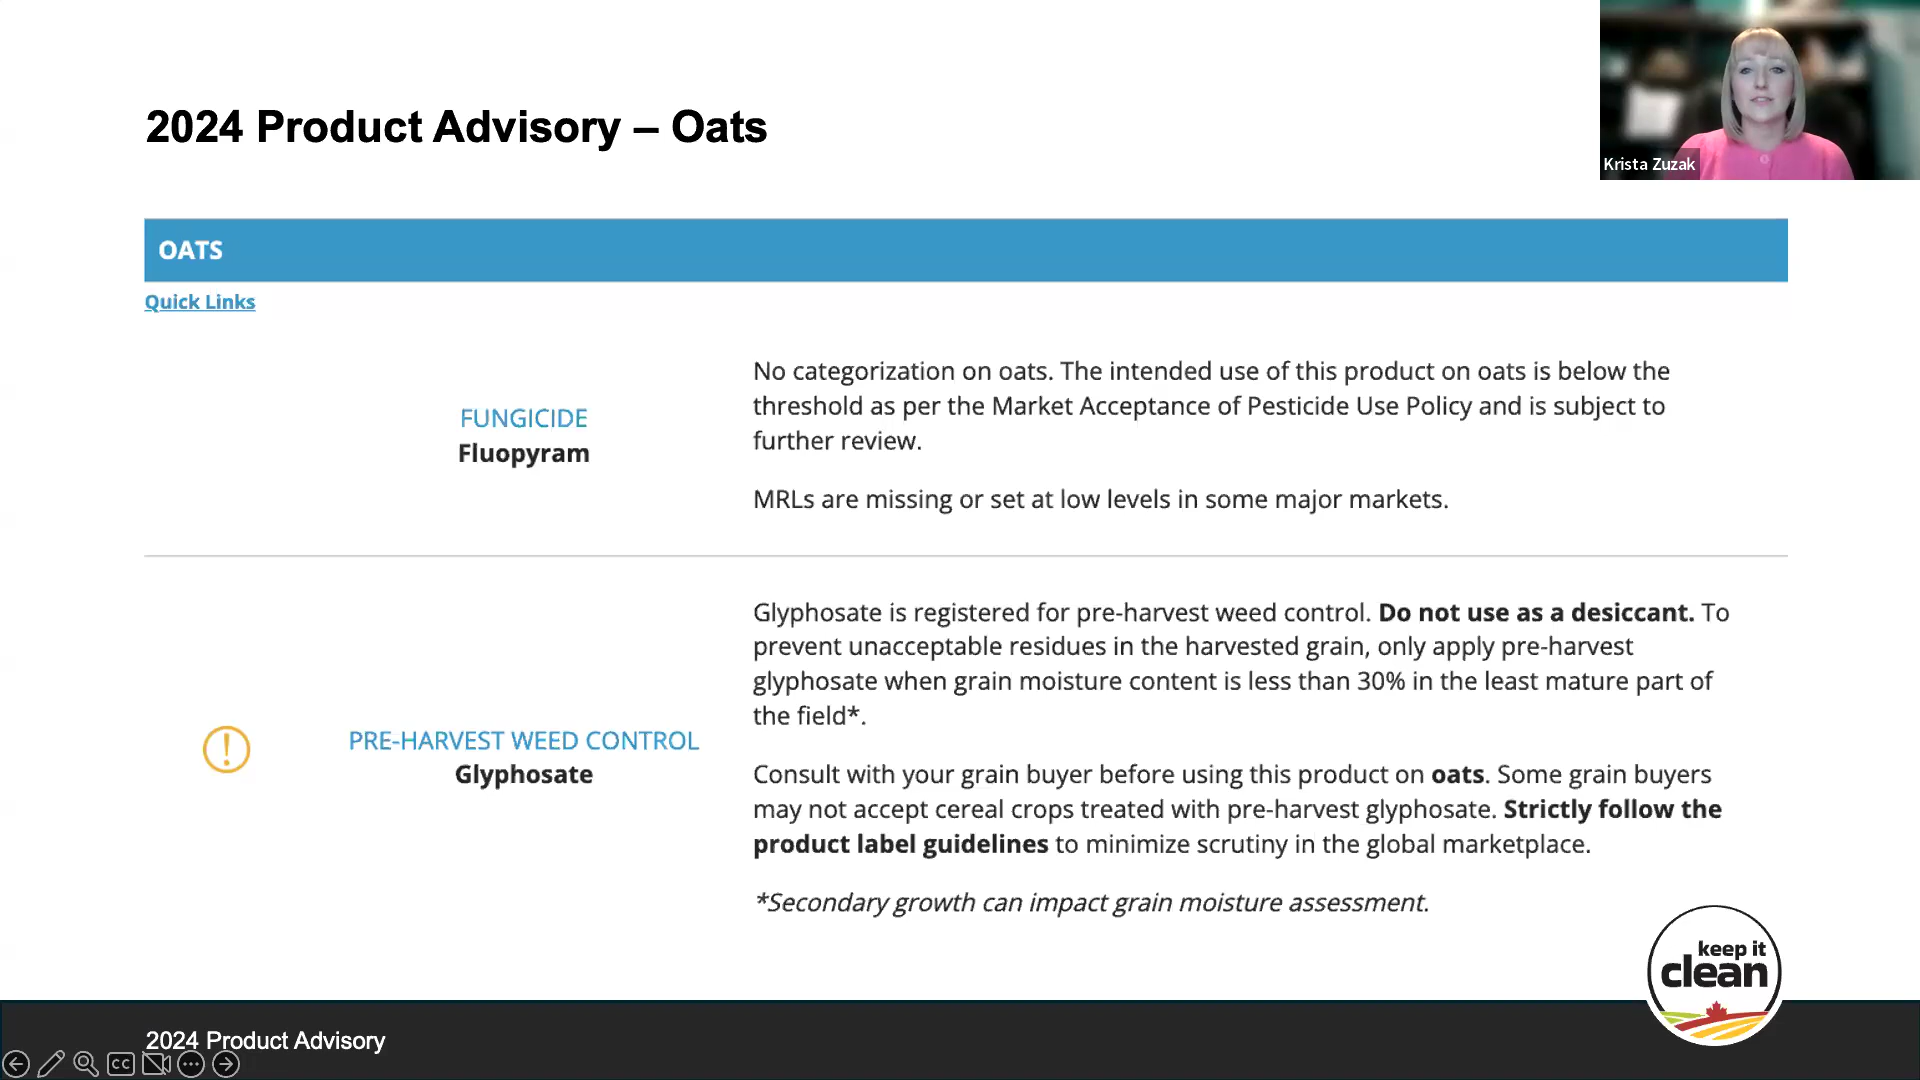 2024 Product Advisory – Oats
Krista Zuzak
OATS
Quick Links
FUNGICIDE
Fluopyram
No categorization on oats. The intended use of this product on oats is below the
threshold as per the Market Acceptance of Pesticide Use Policy and is subject to
further review.
MRLs are missing or set at low levels in some major markets.
PRE-HARVEST WEED CONTROL
Glyphosate
Glyphosate is registered for pre-harvest weed control. Do not use as a desiccant. To
prevent unacceptable residues in the harvested grain, only apply pre-harvest
glyphosate when grain moisture content is less than 30% in the least mature part of
the field*.
Consult with your grain buyer before using this product on oats. Some grain buyers
may not accept cereal crops treated with pre-harvest glyphosate. Strictly follow the
product label guidelines to minimize scrutiny in the global marketplace.
*Secondary growth can impact grain moisture assessment.
keep it
clean
2024 Product Advisory
CC